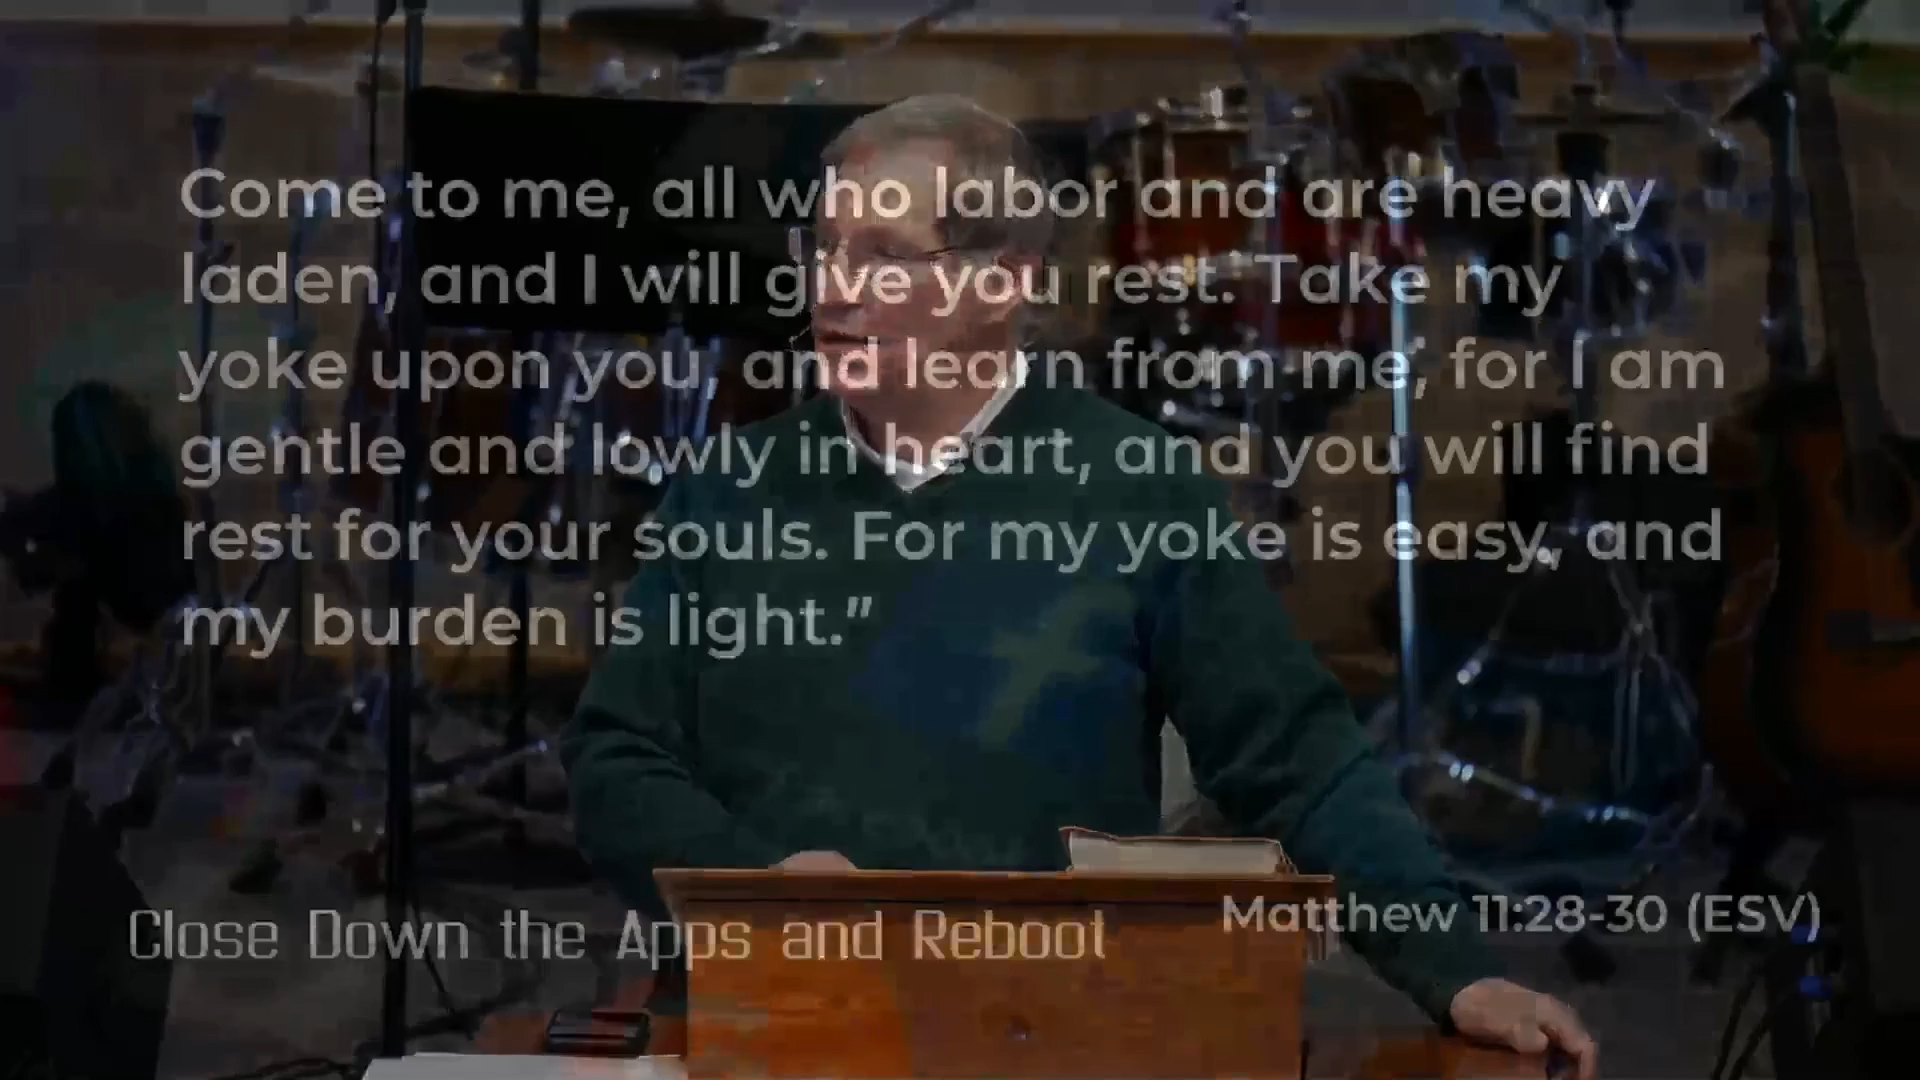 Come to me, all who labor and are heavy
laden, and I will give you rest. Take my
yoke upon you, and learn from me, for I am
gentle and lowly in heart, and you will find
rest for your souls. For my yoke is easy, and
my burden is light.”
Close Down the Apps and Reboot
Matthew 11:28-30 (ESV)